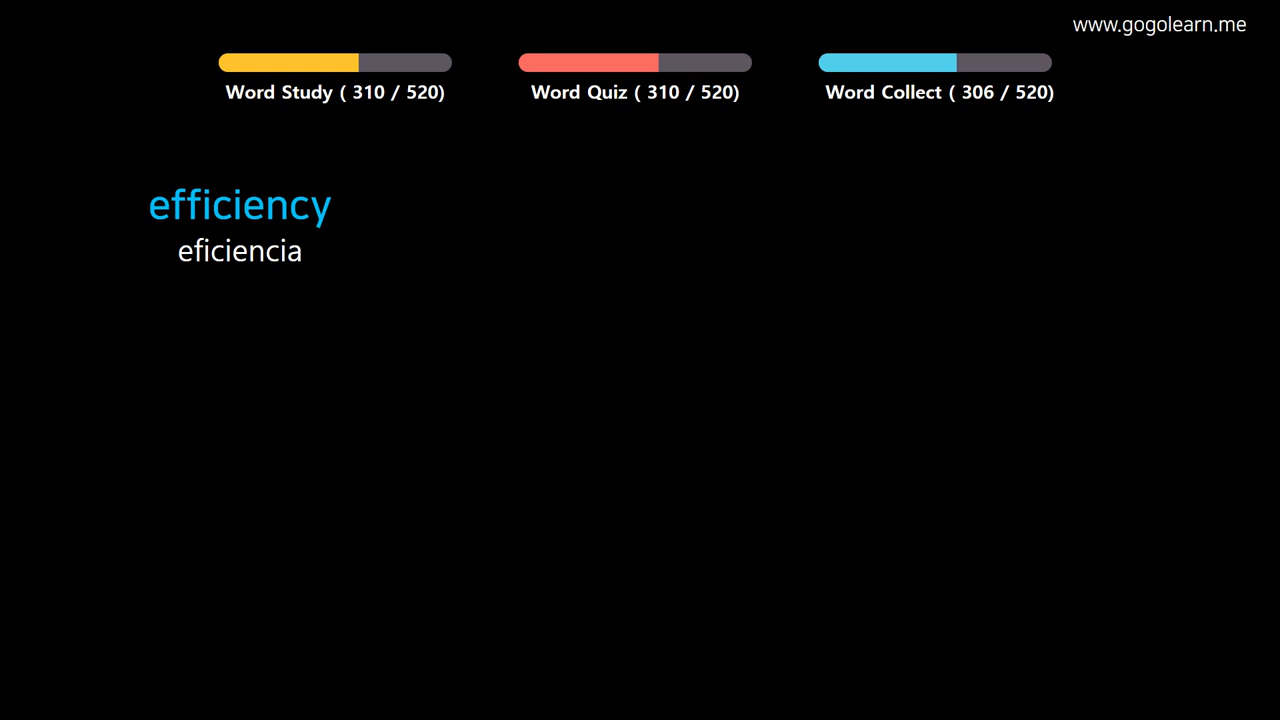 www.gogolearn.me
Word Study ( 310 / 520)
Word Quiz ( 310 / 520)
Word Collect ( 306 / 520)
efficiency
eficiencia